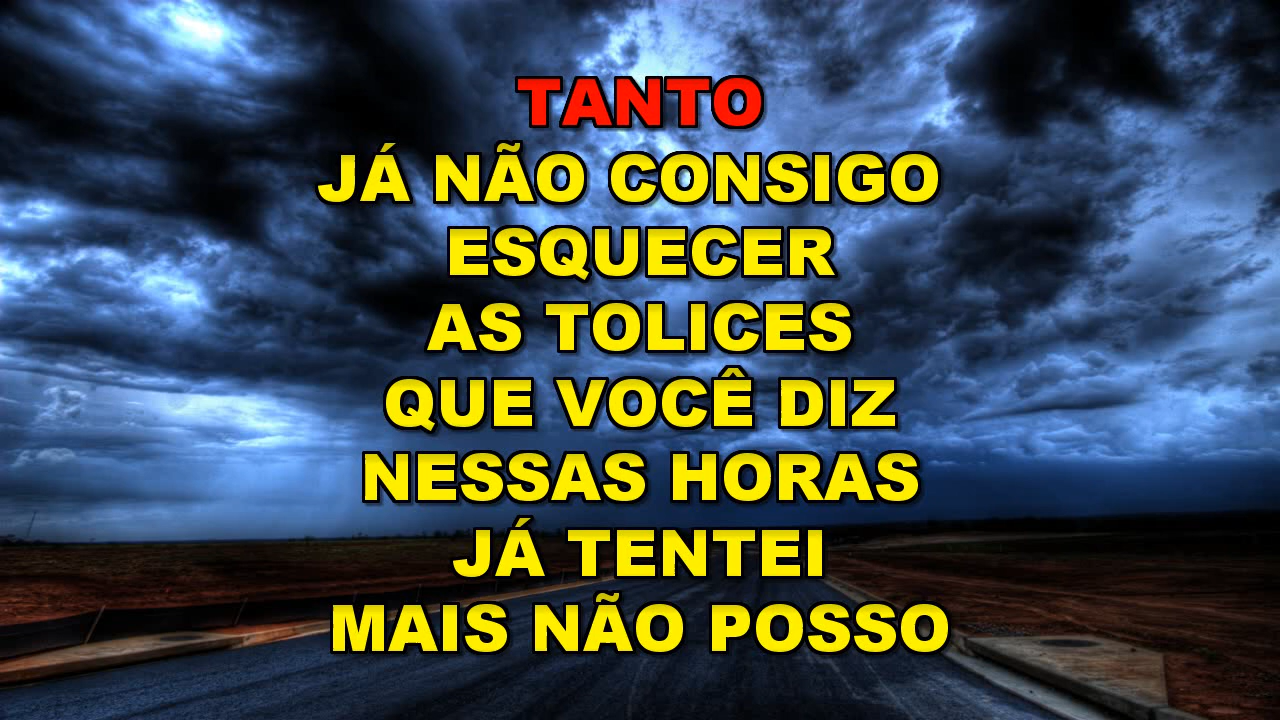 TANTO
JÁ NÃO CONSIGO
ESQUECER
AS TOLICES
QUE VOCÊ DIZ
NESSAS HORAS
JÁ TENTEI
MAIS NÃO POSSO